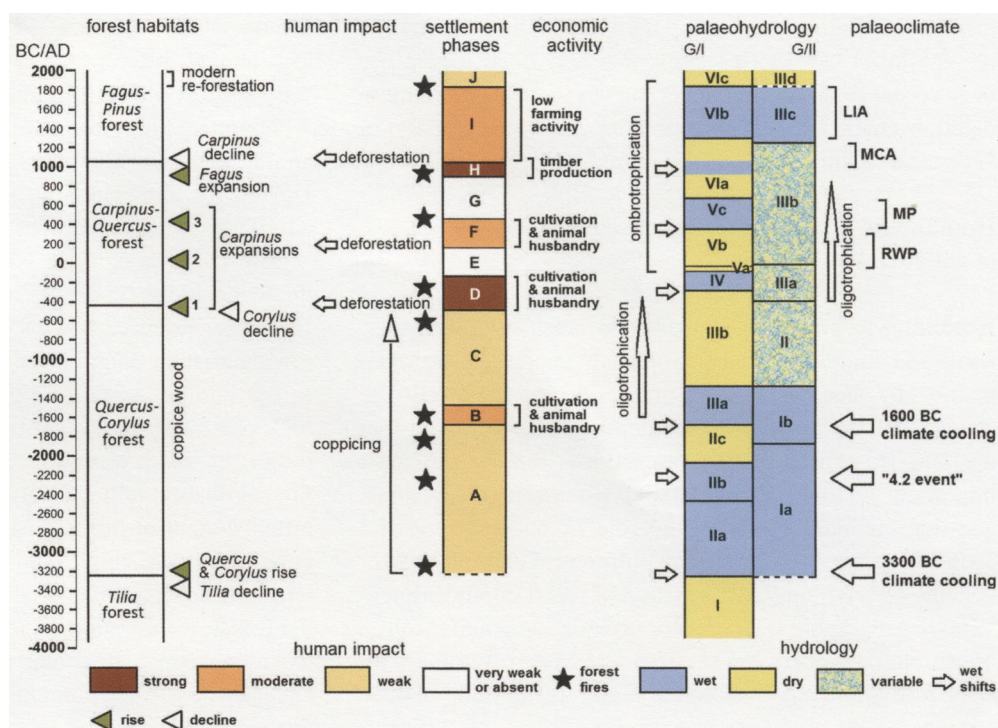 forest habitats
human impact
settlement
phases
economic
activity
palaeohydrology
G/I
G/II
palaeoclimate
BC/AD
2000
1800
1600
1400
1200
1000
800
600
400
200
0
-200
-400
-600
-800
-1000
-1200
-1400
-1600
-1800
-2000
-2200
-2400
-2600
-2800
-3000
-3200
-3400
-3600
-3800
-4000
Fagus-
Pinus
forest
Carpinus-
Quercus-
forest
Quercus-
Corylus
forest
Tilia
forest
modern
re-forestation
Carpinus
decline
Fagus
expansion
3
2
1
Carpinus
expansions
Corylus
decline
coppice wood
Quercus
& Corylus rise
Tilia decline
deforestation
deforestation
deforestation
coppicing
J
I
H
G
F
E
D
C
B
A
low
farming
activity
timber
production
cultivation
& animal
husbandry
cultivation
& animal
husbandry
cultivation
& animal
husbandry
ombrotrophication
oligotrophication
VIc
VIb
VIa
Vc
Vb
Va
IV
IIIb
IIIa
IIc
IIb
IIa
I
IIId
IIIc
IIIb
IIIa
II
Ib
Ia
oligotrophication
LIA
MCA
MP
RWP
1600 BC
climate cooling
"4.2 event"
3300 BC
climate cooling
human impact
hydrology
strong
moderate
weak
very weak
or absent
forest
fires
wet
dry
variable
wet
shifts
rise
decline